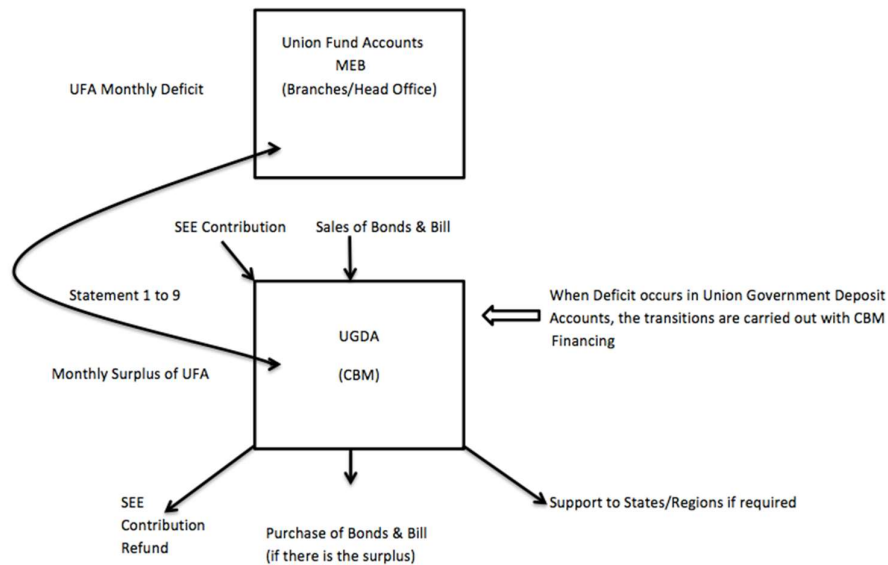 Union Fund Accounts
MEB
(Branches/Head Office)
UFA Monthly Deficit
SEE Contribution
Sales of Bonds & Bill
Statement 1 to 9
When Deficit occurs in Union Government Deposit
Accounts, the transitions are carried out with CBM
Financing
UGDA
(CBM)
Monthly Surplus of UFA
SEE
Contribution
Refund
Purchase of Bonds & Bill
(if there is the surplus)
Support to States/Regions if required